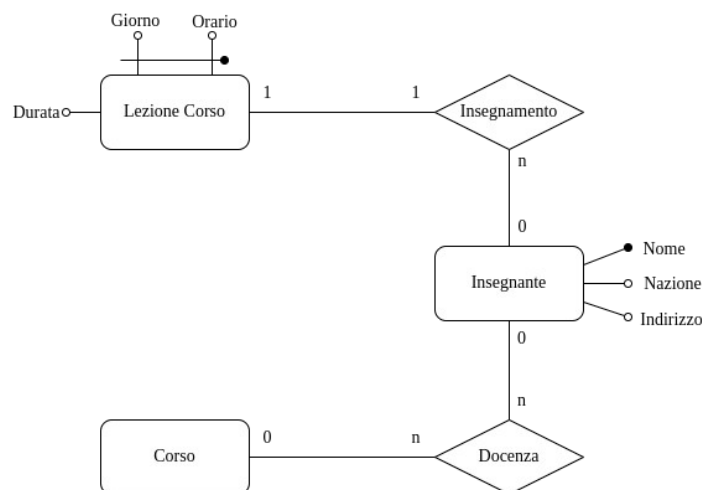 Giorno
Orario
Durata
Lezione Corso
1
1
Insegnamento
n
0
Insegnante
Nome
Nazione
Indirizzo
0
n
Corso
0
n
Docenza